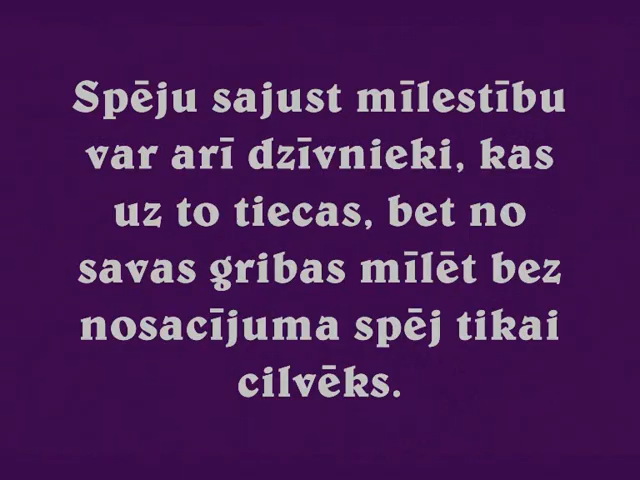 Spēju sajust mīlestību
var arī dzīvnieki, kas
uz to tiecas, bet no
savas gribas mīlēt bez
nosacījuma spēj tikai
cilvēks.